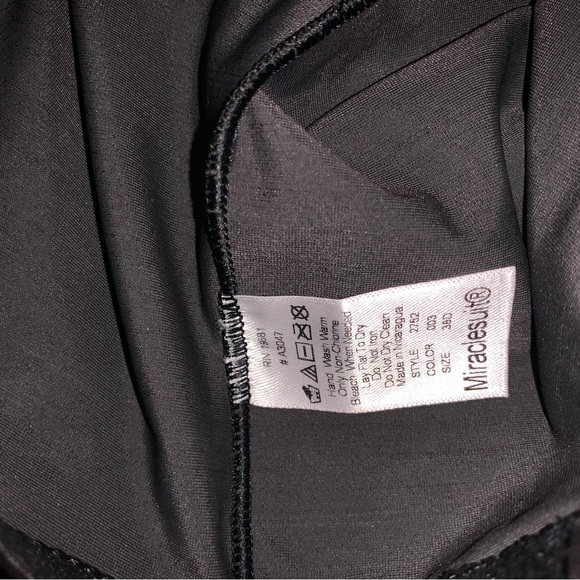 Miraclesuit®
SIZE 38D
COLOR 003
STYLE 2752
Made in Nicaragua
Do Not Dry Clean
Do Not Iron
Lay Flat To Dry
Bleach When Needed
Only Non-Chlorine
Hand Wash Warm
# A3047
RN